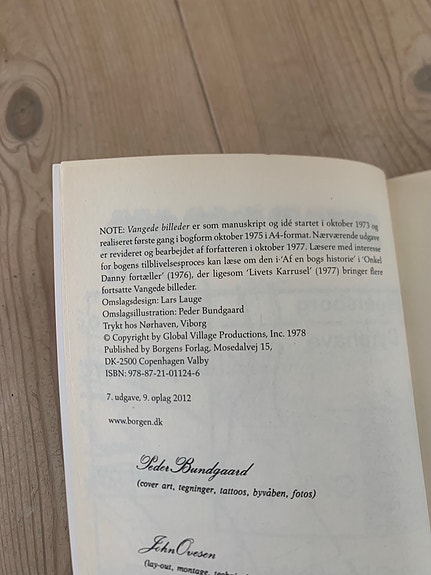 NOTE: Vangede billeder er som manuskript og idé startet i oktober 1973 og
realiseret første gang i bogform oktober 1975 i A4-format. Nærværende udgave
er revideret og bearbejdet af forfatteren i oktober 1977. Læsere med interesse
for bogens tilblivelsesproces kan læse om den i 'Af en bogs historie' i 'Onkel
Danny fortæller' (1976), der ligesom 'Livets Karrusel' (1977) bringer flere
fortsatte Vangede billeder.
Omslagsdesign: Lars Lauge
Omslagsillustration: Peder Bundgaard
Trykt hos Nørhaven, Viborg
© Copyright by Global Village Productions, Inc. 1978
Published by Borgens Forlag, Mosedalvej 15,
DK-2500 Copenhagen Valby
ISBN: 978-87-21-01124-6
7. udgave, 9. oplag 2012
www.borgen.dk
Peder Bundgaard
(cover art, tegninger, tattoos, byvåben, fotos)
John Ovesen
(lay-out, montage,